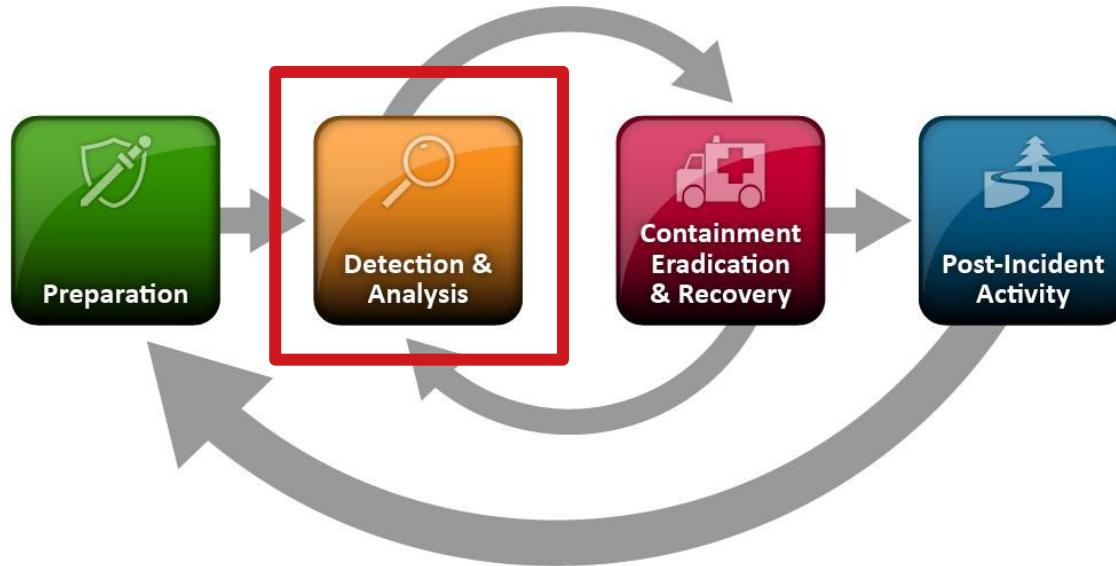 Preparation
Detection &
Analysis
Containment
Eradication
& Recovery
Post-Incident
Activity